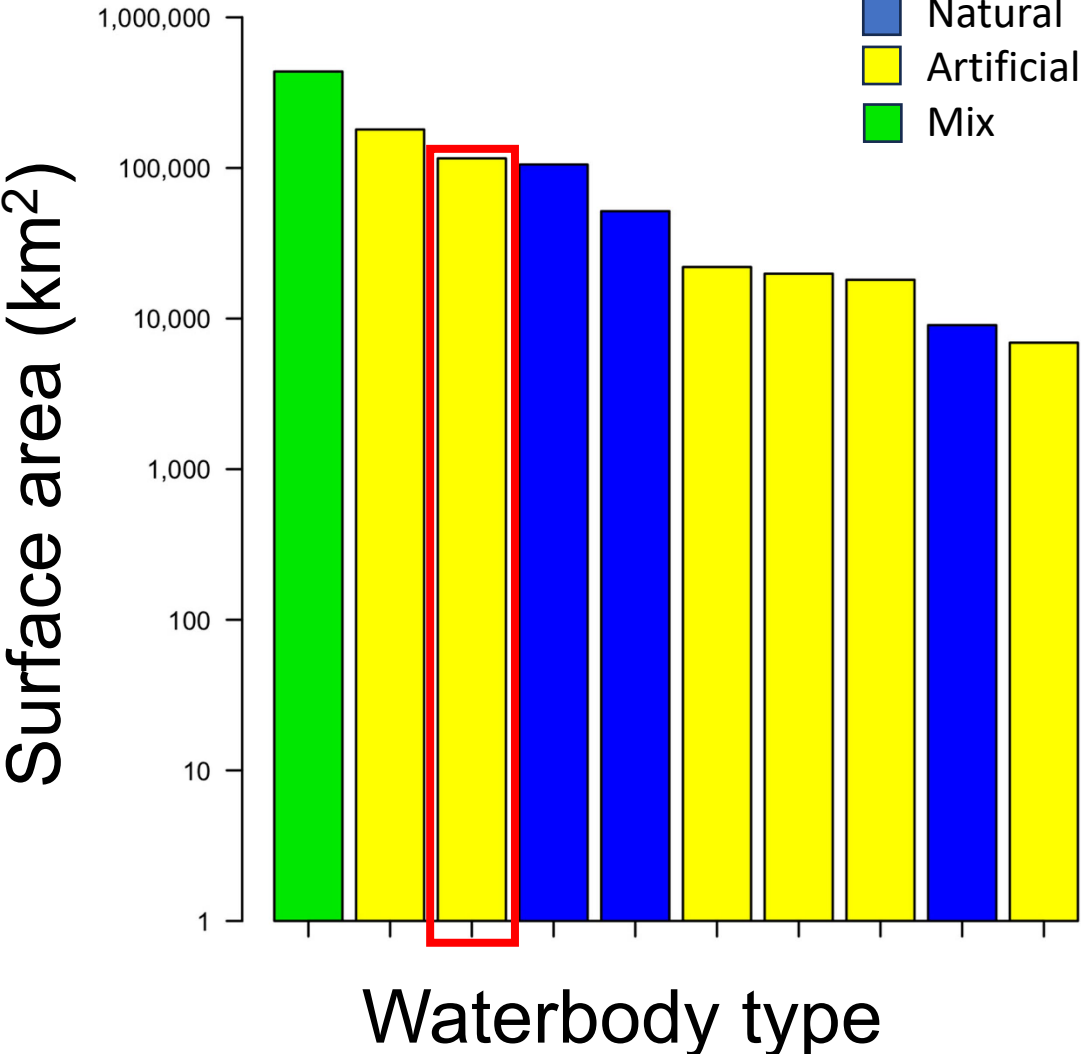 1,000,000
100,000
10,000
1,000
100
10
1
Surface area (km²)
Waterbody type
Natural
Artificial
Mix